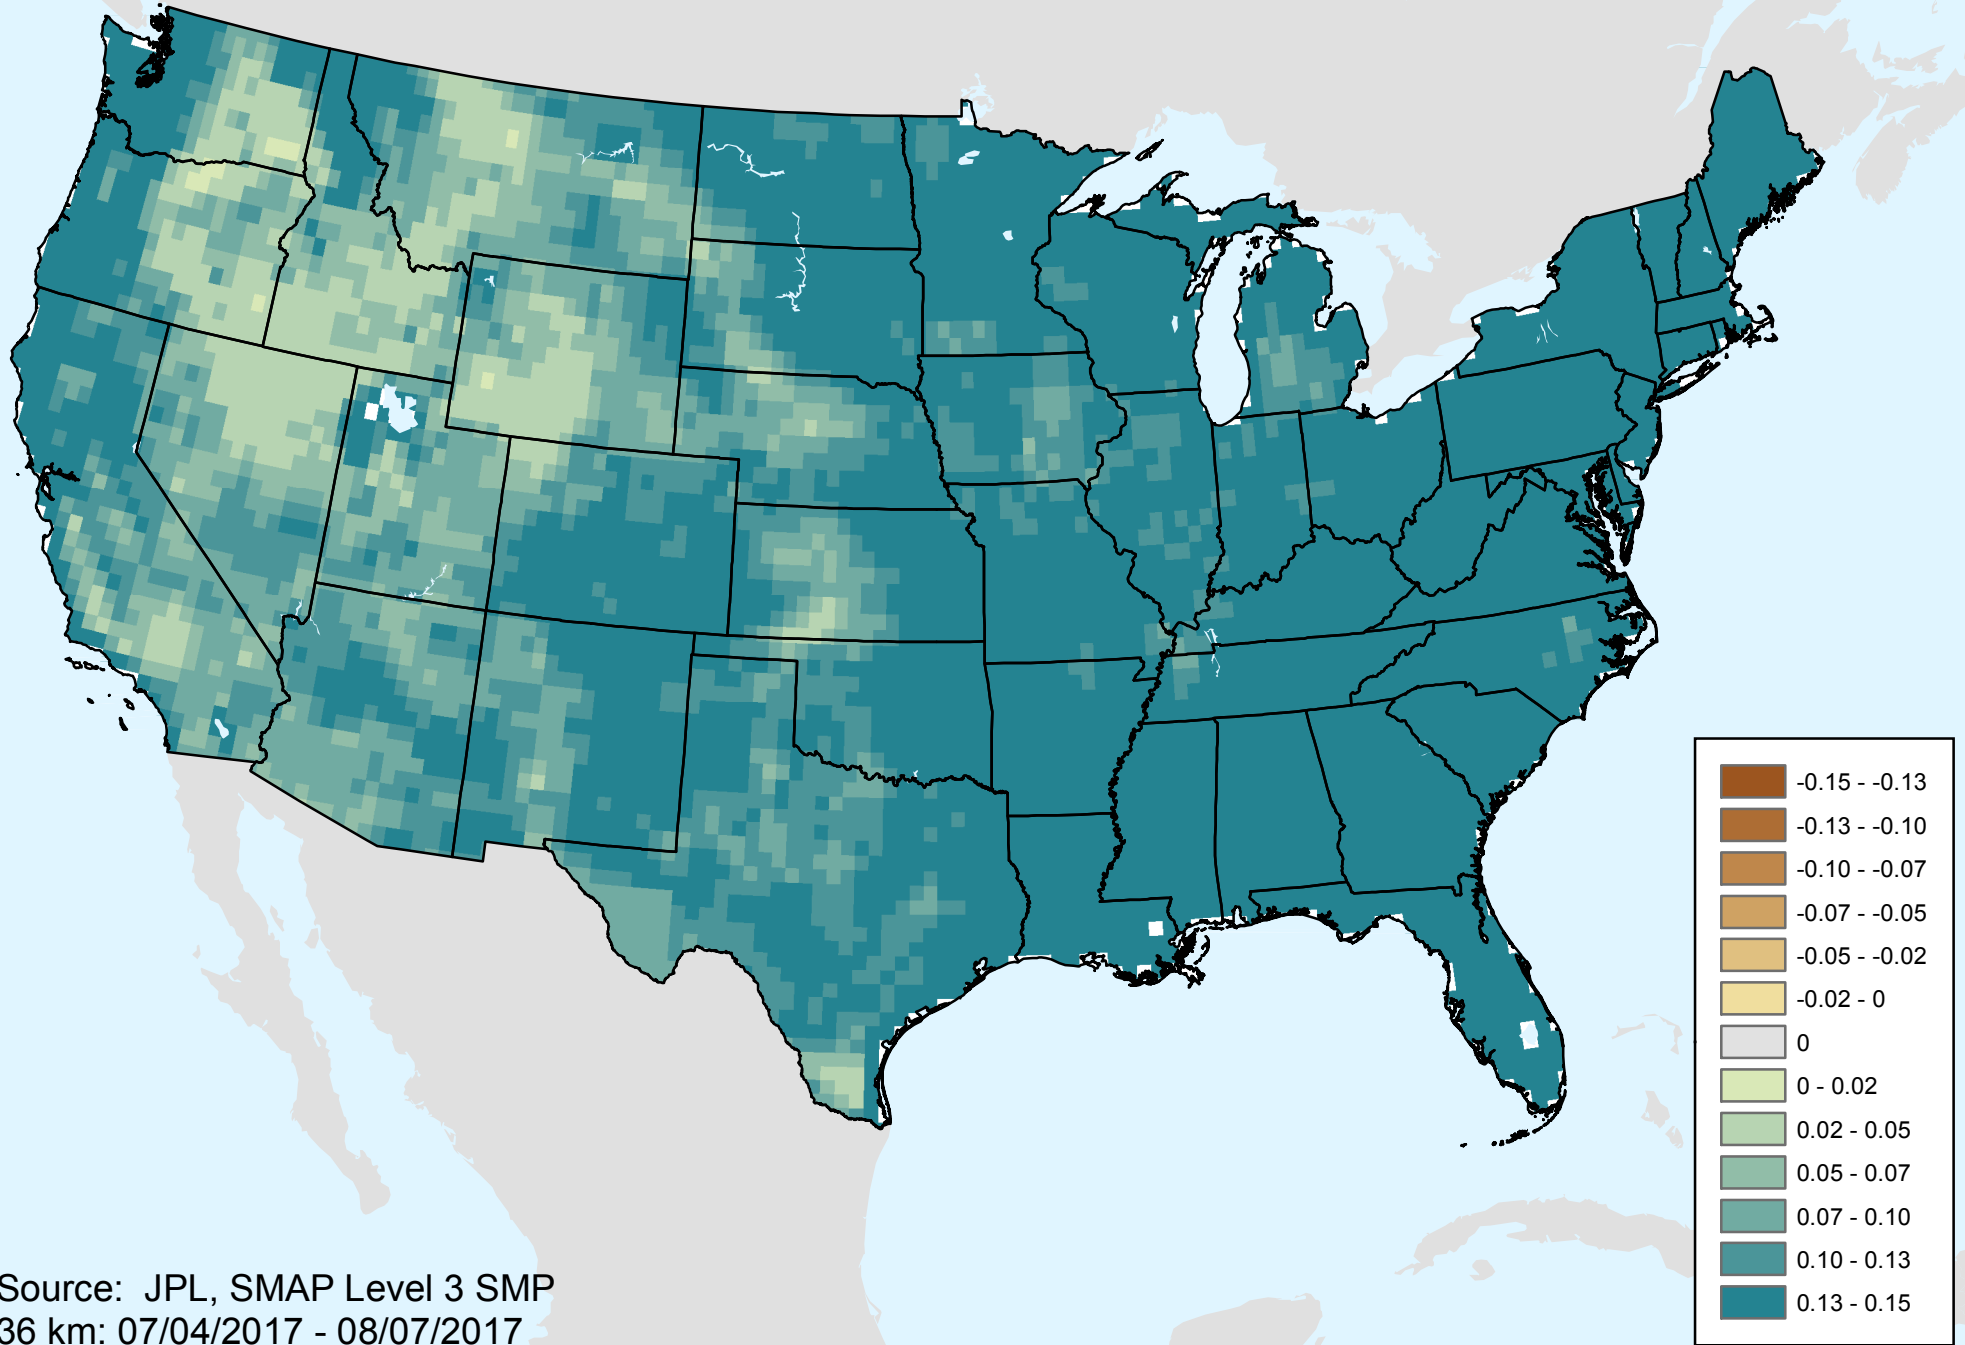 -0.15 - -0.13
-0.13 - -0.10
-0.10 - -0.07
-0.07 - -0.05
-0.05 - -0.02
-0.02 - 0
0
0 - 0.02
0.02 - 0.05
0.05 - 0.07
0.07 - 0.10
0.10 - 0.13
0.13 - 0.15
Source: JPL, SMAP Level 3 SMP
36 km: 07/04/2017 - 08/07/2017